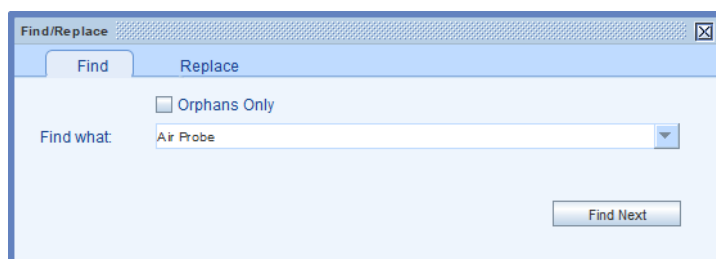 Find/Replace
Find Replace
Orphans Only
Find what: Air Probe
Find Next